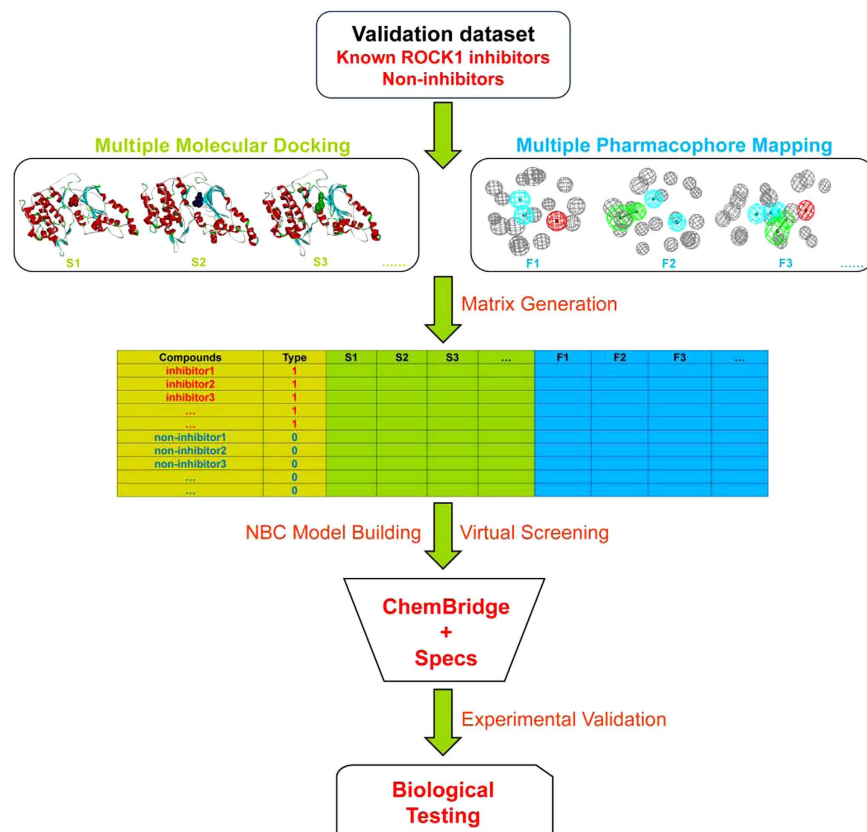 Validation dataset
Known ROCK1 inhibitors
Non-inhibitors
Multiple Molecular Docking
Multiple Pharmacophore Mapping
S1 S2 S3 ......
F1 F2 F3 ......
Matrix Generation
Compounds Type S1 S2 S3 ... F1 F2 F3 ...
inhibitor1 1
inhibitor2 1
inhibitor3 1
... 1
... 1
non-inhibitor1 0
non-inhibitor2 0
non-inhibitor3 0
... 0
... 0
NBC Model Building Virtual Screening
ChemBridge
+
Specs
Experimental Validation
Biological
Testing